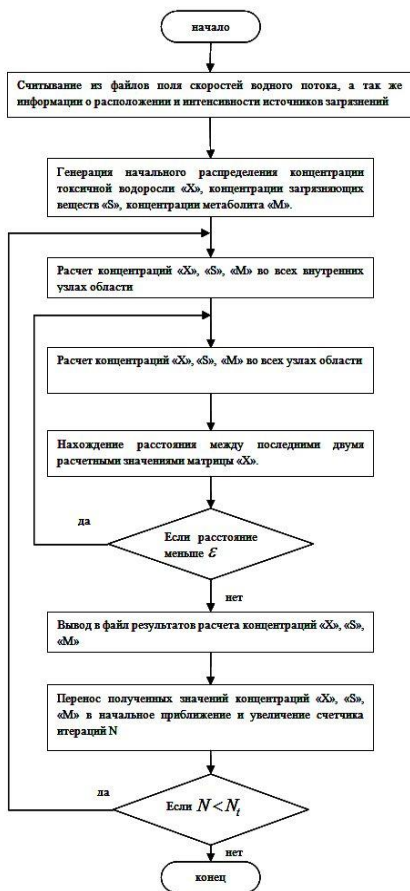 начало
Считывание из файлов поля скоростей водного потока, а так же
информации о расположении и интенсивности источников загрязнений
Генерация начального распределения концентрации
токсичной водоросли «X», концентрации загрязняющих
веществ «S», концентрации метаболита «M».
Расчет концентраций «X», «S», «M» во всех внутренних
узлах области
Расчет концентраций «X», «S», «M» во всех узлах области
Нахождение расстояния между последними двумя
расчетными значениями матрицы «X».
да
Если расстояние
меньше ε
нет
Вывод в файл результатов расчета концентраций «X», «S»,
«M»
Перенос полученных значений концентраций «X», «S»,
«M» в начальное приближение и увеличение счетчика
итераций N
да
Если N < Nₜ
нет
конец